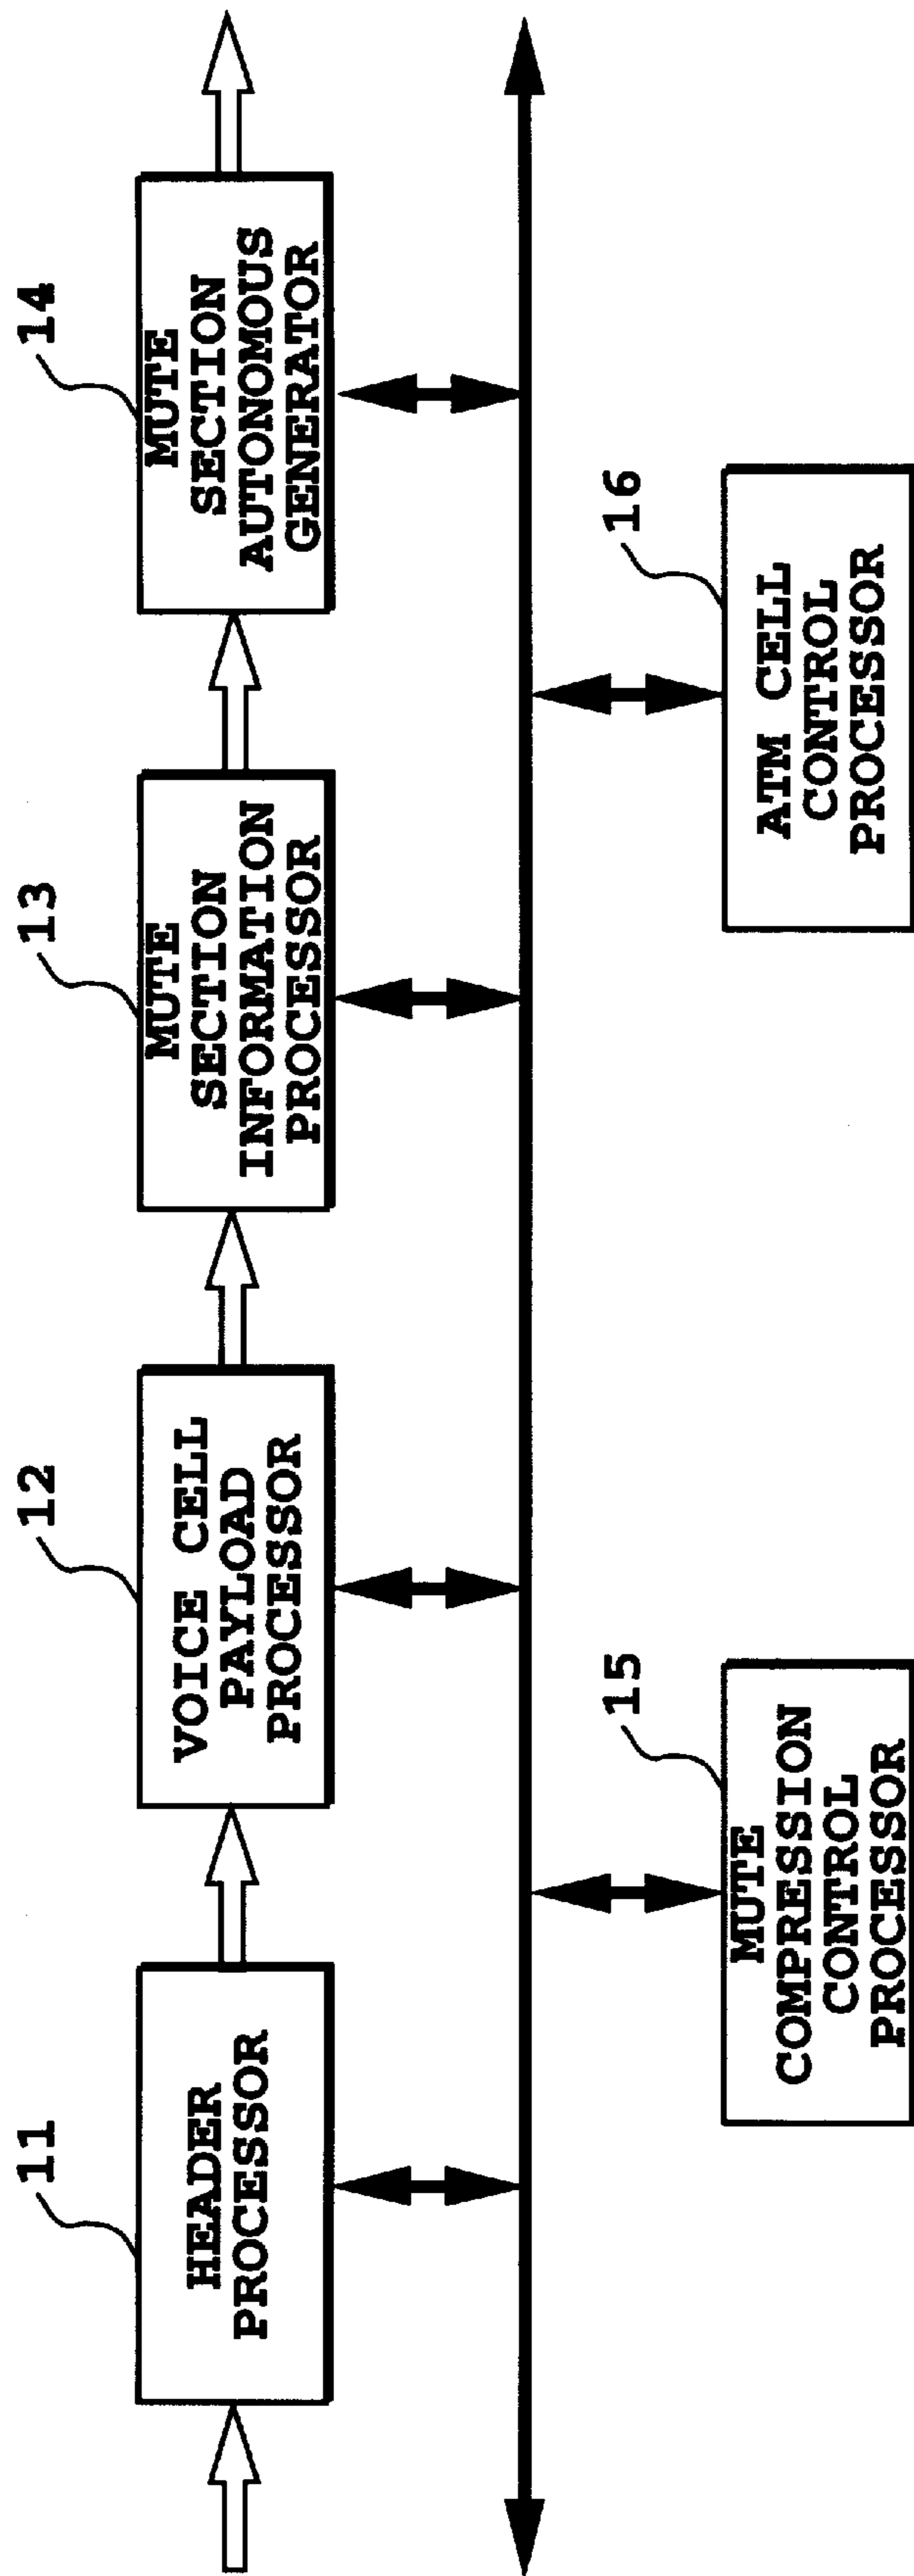 11
HEADER
PROCESSOR
12
VOICE CELL
PAYLOAD
PROCESSOR
13
MUTE
SECTION
INFORMATION
PROCESSOR
14
MUTE
SECTION
AUTONOMOUS
GENERATOR
15
MUTE
COMPRESSION
CONTROL
PROCESSOR
16
ATM CELL
CONTROL
PROCESSOR